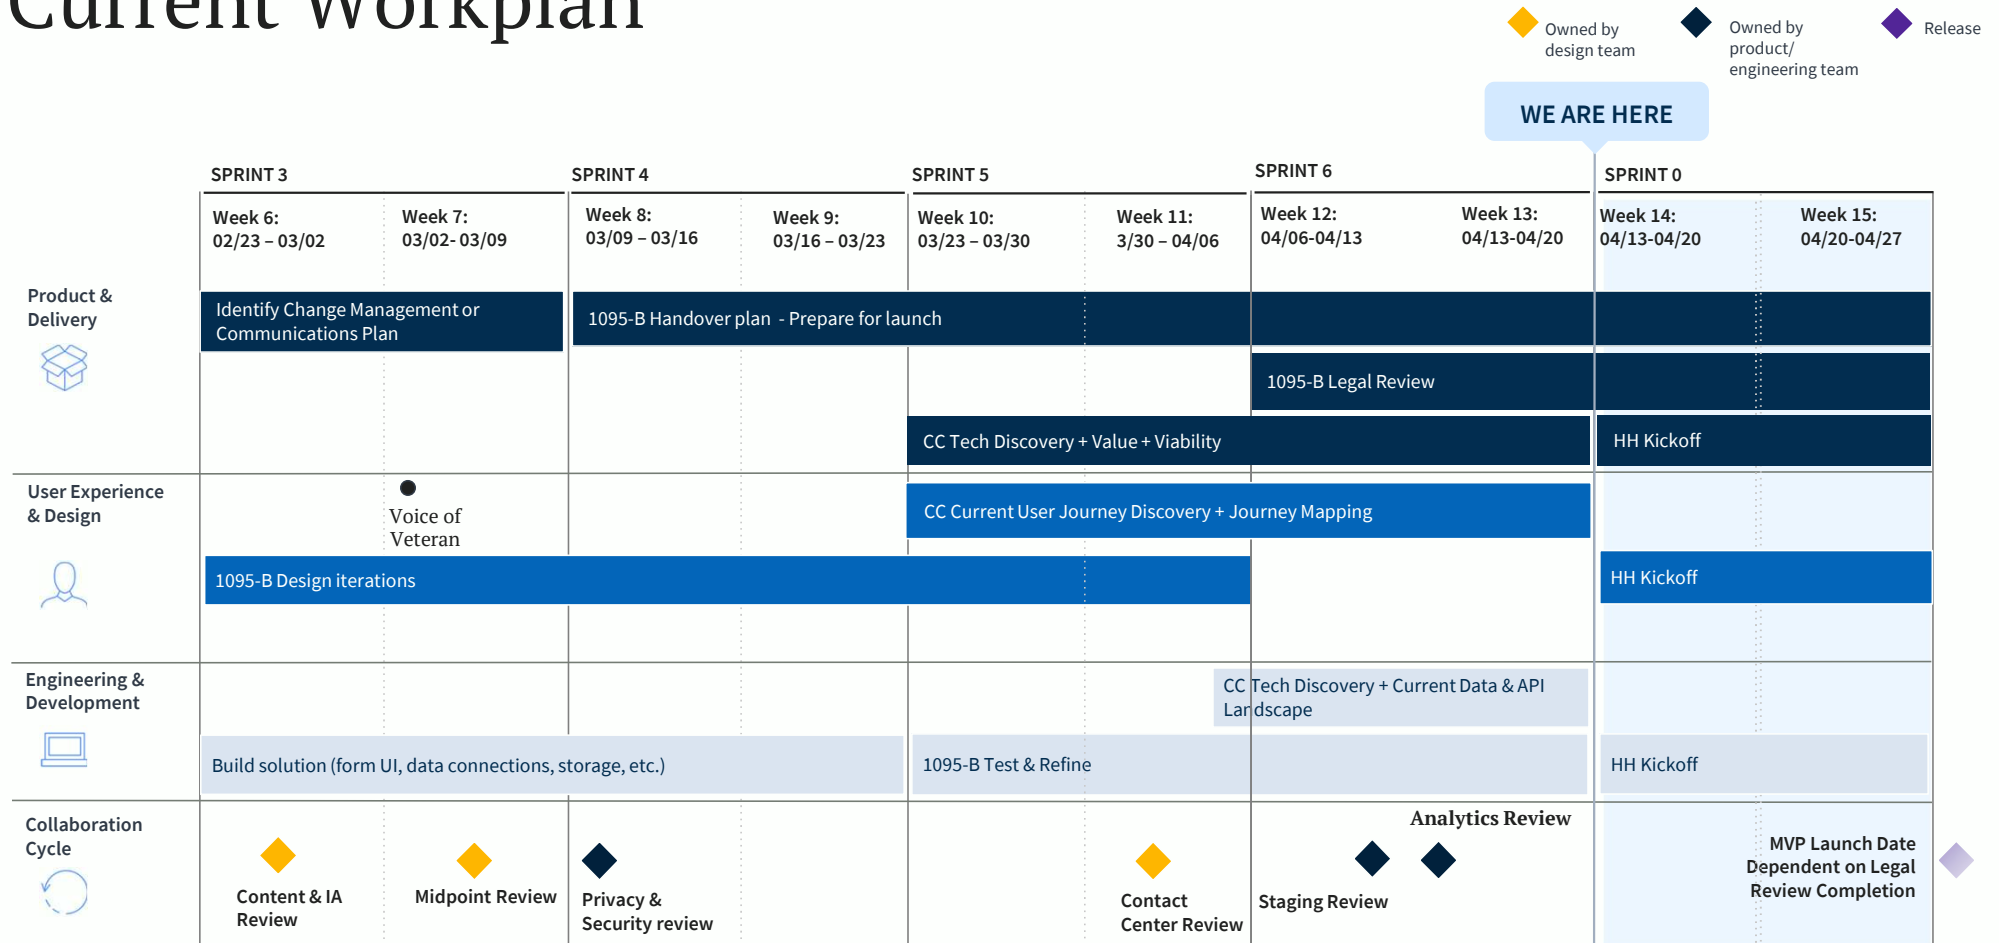 Current Workplan
Owned by
design team
Owned by
product/
engineering team
Release
WE ARE HERE
SPRINT 3
SPRINT 4
SPRINT 5
SPRINT 6
SPRINT 0
Week 6:
02/23 – 03/02
Week 7:
03/02- 03/09
Week 8:
03/09 – 03/16
Week 9:
03/16 – 03/23
Week 10:
03/23 – 03/30
Week 11:
3/30 – 04/06
Week 12:
04/06-04/13
Week 13:
04/13-04/20
Week 14:
04/13-04/20
Week 15:
04/20-04/27
Product &
Delivery
Identify Change Management or
Communications Plan
1095-B Handover plan - Prepare for launch
1095-B Legal Review
CC Tech Discovery + Value + Viability
HH Kickoff
User Experience
& Design
Voice of
Veteran
CC Current User Journey Discovery + Journey Mapping
1095-B Design iterations
HH Kickoff
Engineering &
Development
CC Tech Discovery + Current Data & API
Landscape
Build solution (form UI, data connections, storage, etc.)
1095-B Test & Refine
HH Kickoff
Collaboration
Cycle
Content & IA
Review
Midpoint Review
Privacy &
Security review
Contact
Center Review
Staging Review
Analytics Review
MVP Launch Date
Dependent on Legal
Review Completion